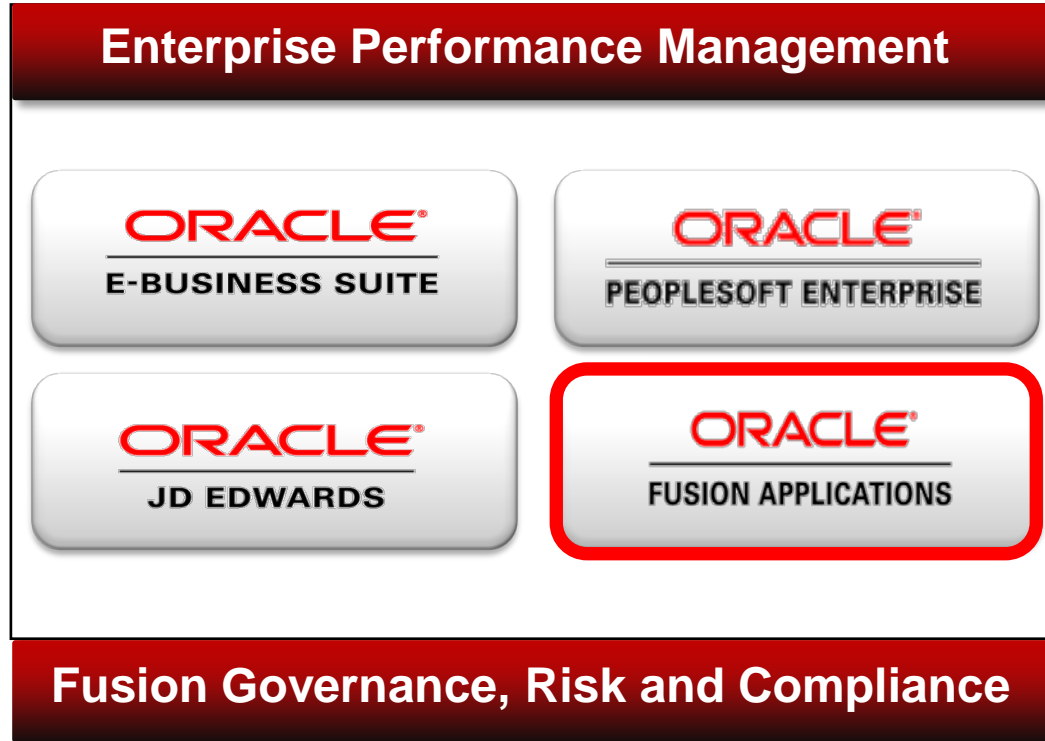 Enterprise Performance Management
ORACLE®
E-BUSINESS SUITE
ORACLE®
PEOPLESOFT ENTERPRISE
ORACLE®
JD EDWARDS
ORACLE®
FUSION APPLICATIONS
Fusion Governance, Risk and Compliance